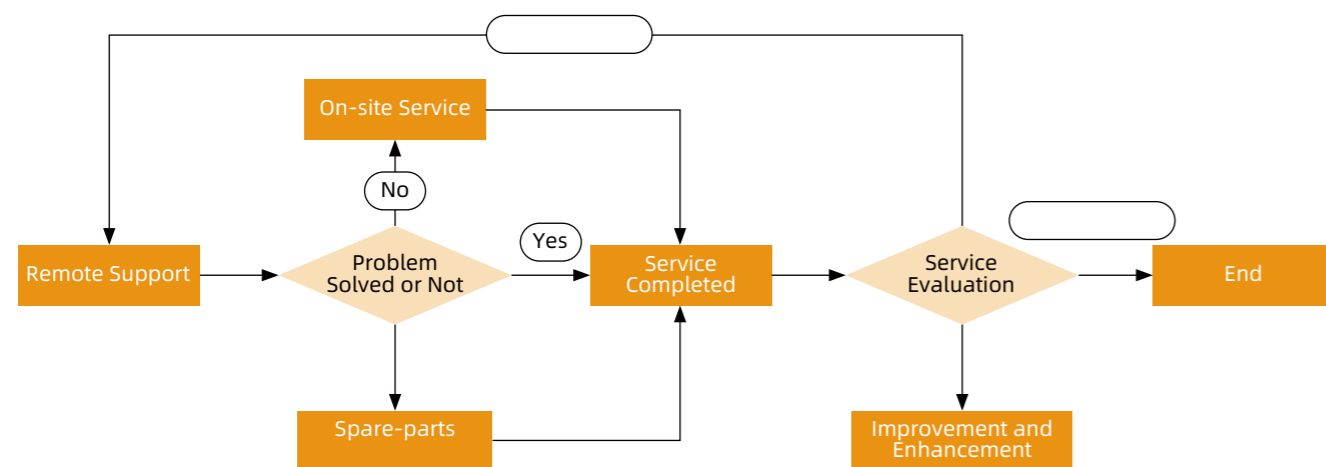 On-site Service
No
Yes
Remote Support
Problem
Solved or Not
Service
Completed
Service
Evaluation
End
Spare-parts
Improvement and
Enhancement